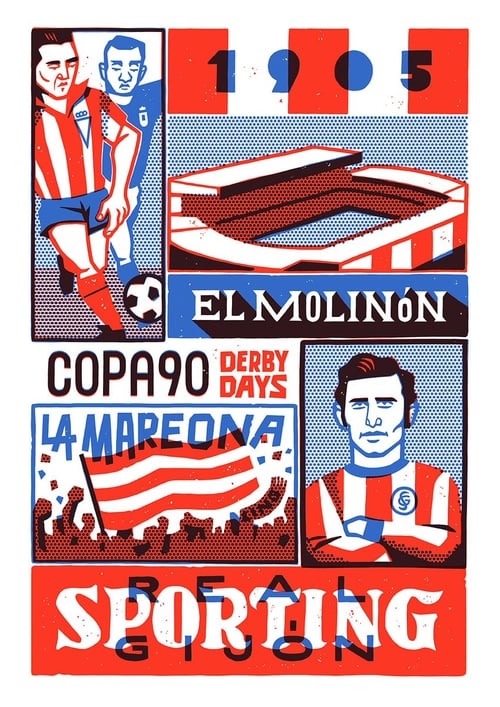 1905
EL MOLINÓN
COPA90 DERBY DAYS
LA MAREONA
REAL
SPORTING
GIJÓN